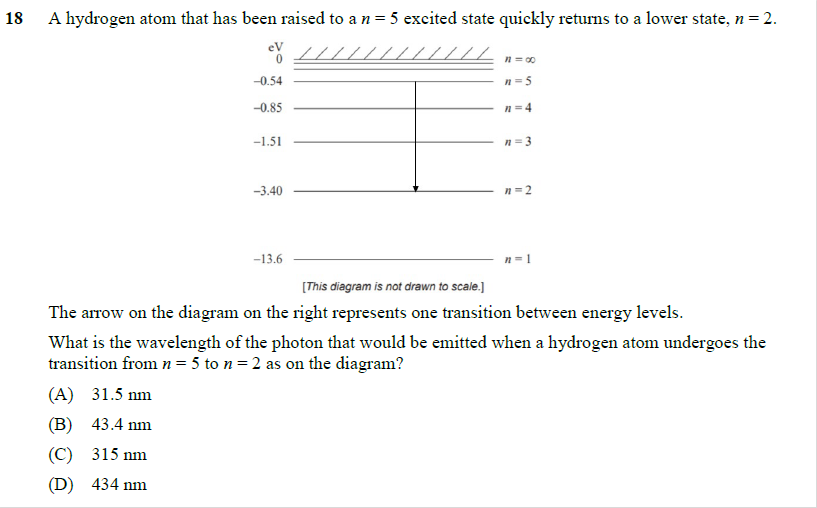 18 A hydrogen atom that has been raised to a n = 5 excited state quickly returns to a lower state, n = 2.
eV
0 n = ∞
–0.54 n = 5
–0.85 n = 4
–1.51 n = 3
–3.40 n = 2
–13.6 n = 1
[This diagram is not drawn to scale.]
The arrow on the diagram on the right represents one transition between energy levels.
What is the wavelength of the photon that would be emitted when a hydrogen atom undergoes the
transition from n = 5 to n = 2 as on the diagram?
(A) 31.5 nm
(B) 43.4 nm
(C) 315 nm
(D) 434 nm